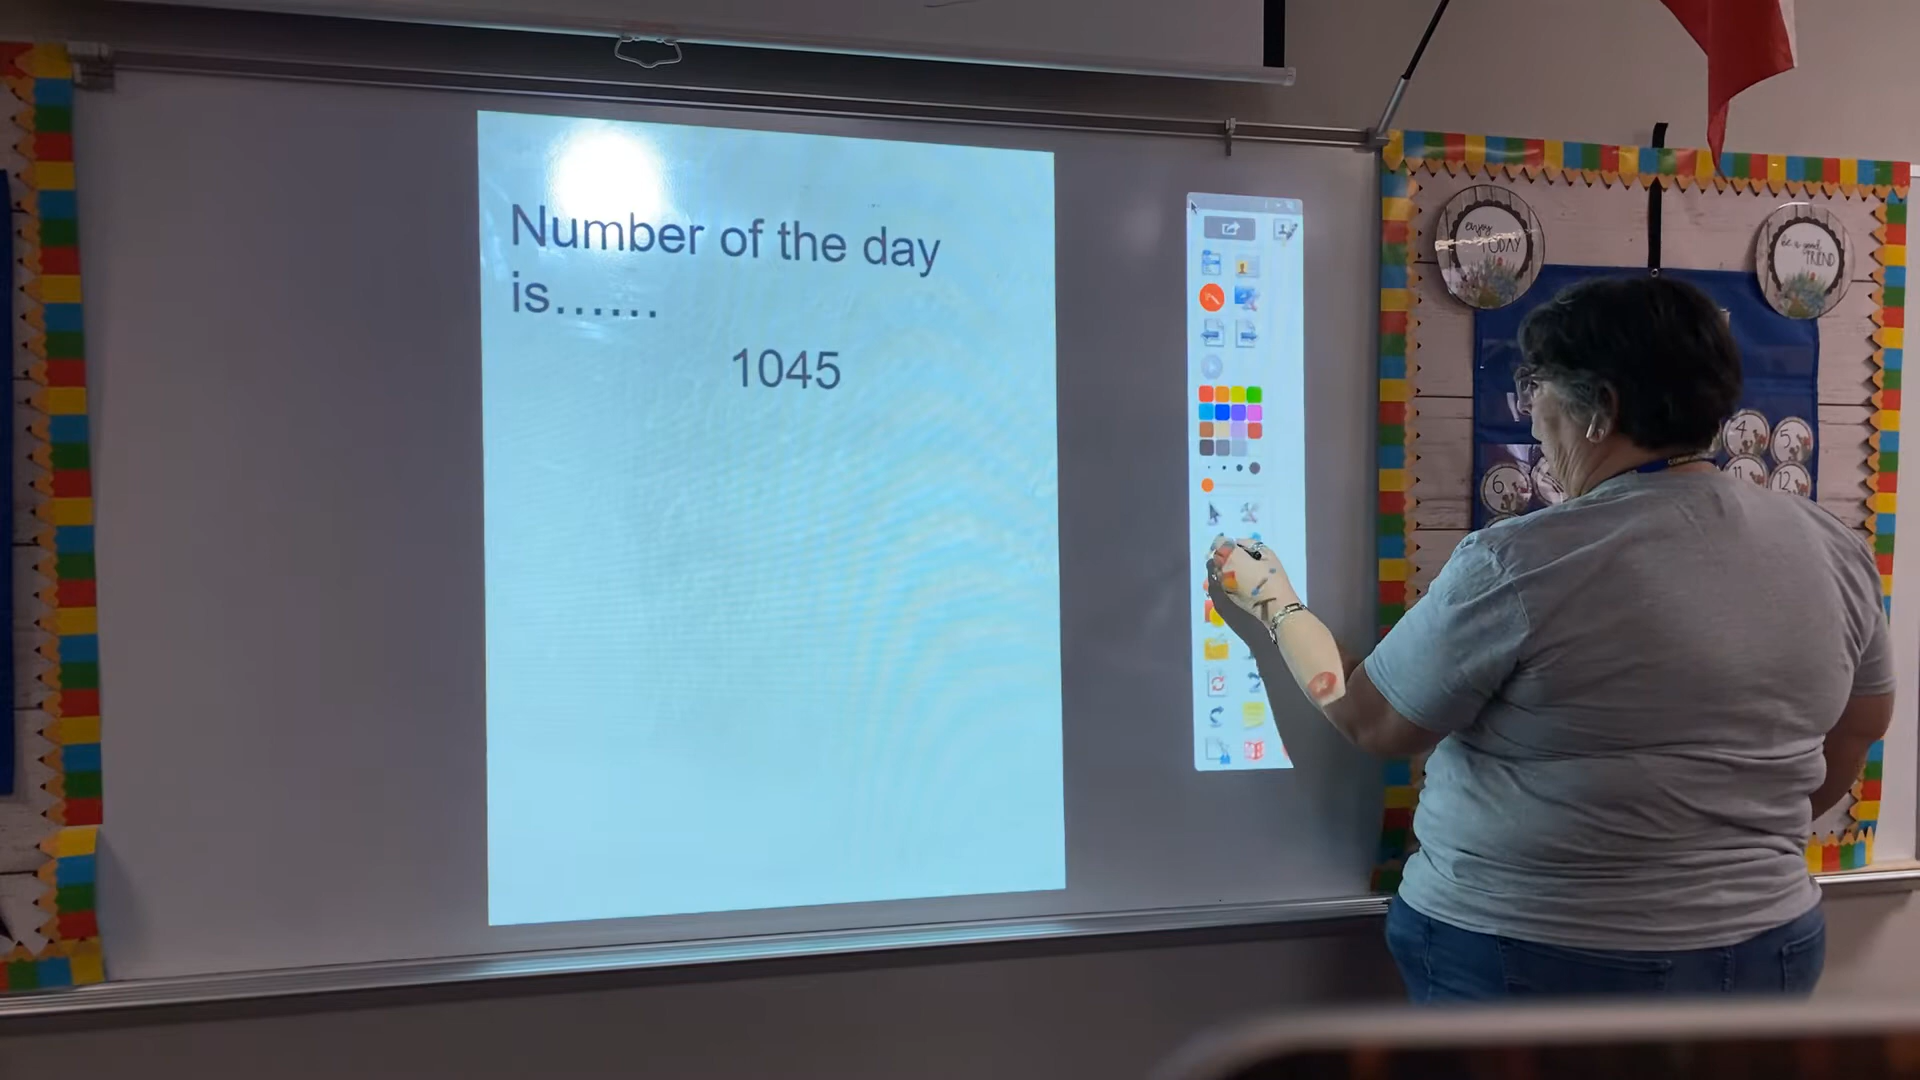 Number of the day
is......
1045
enjoy
TODAY
be a good
FRIEND
4
5
6
11
12